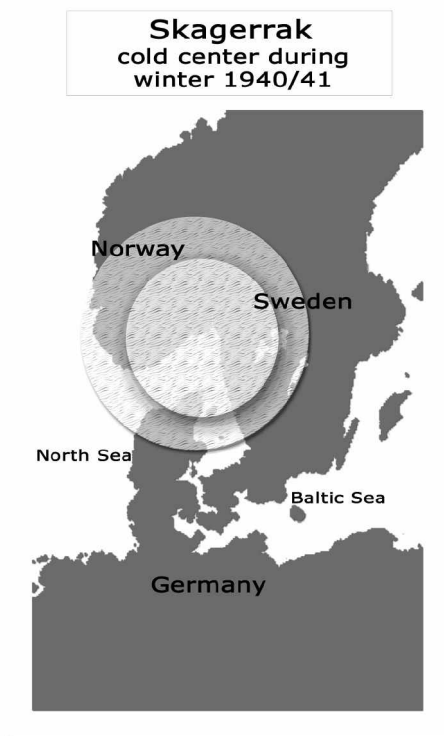 Skagerrak
cold center during
winter 1940/41
Norway
Sweden
North Sea
Baltic Sea
Germany